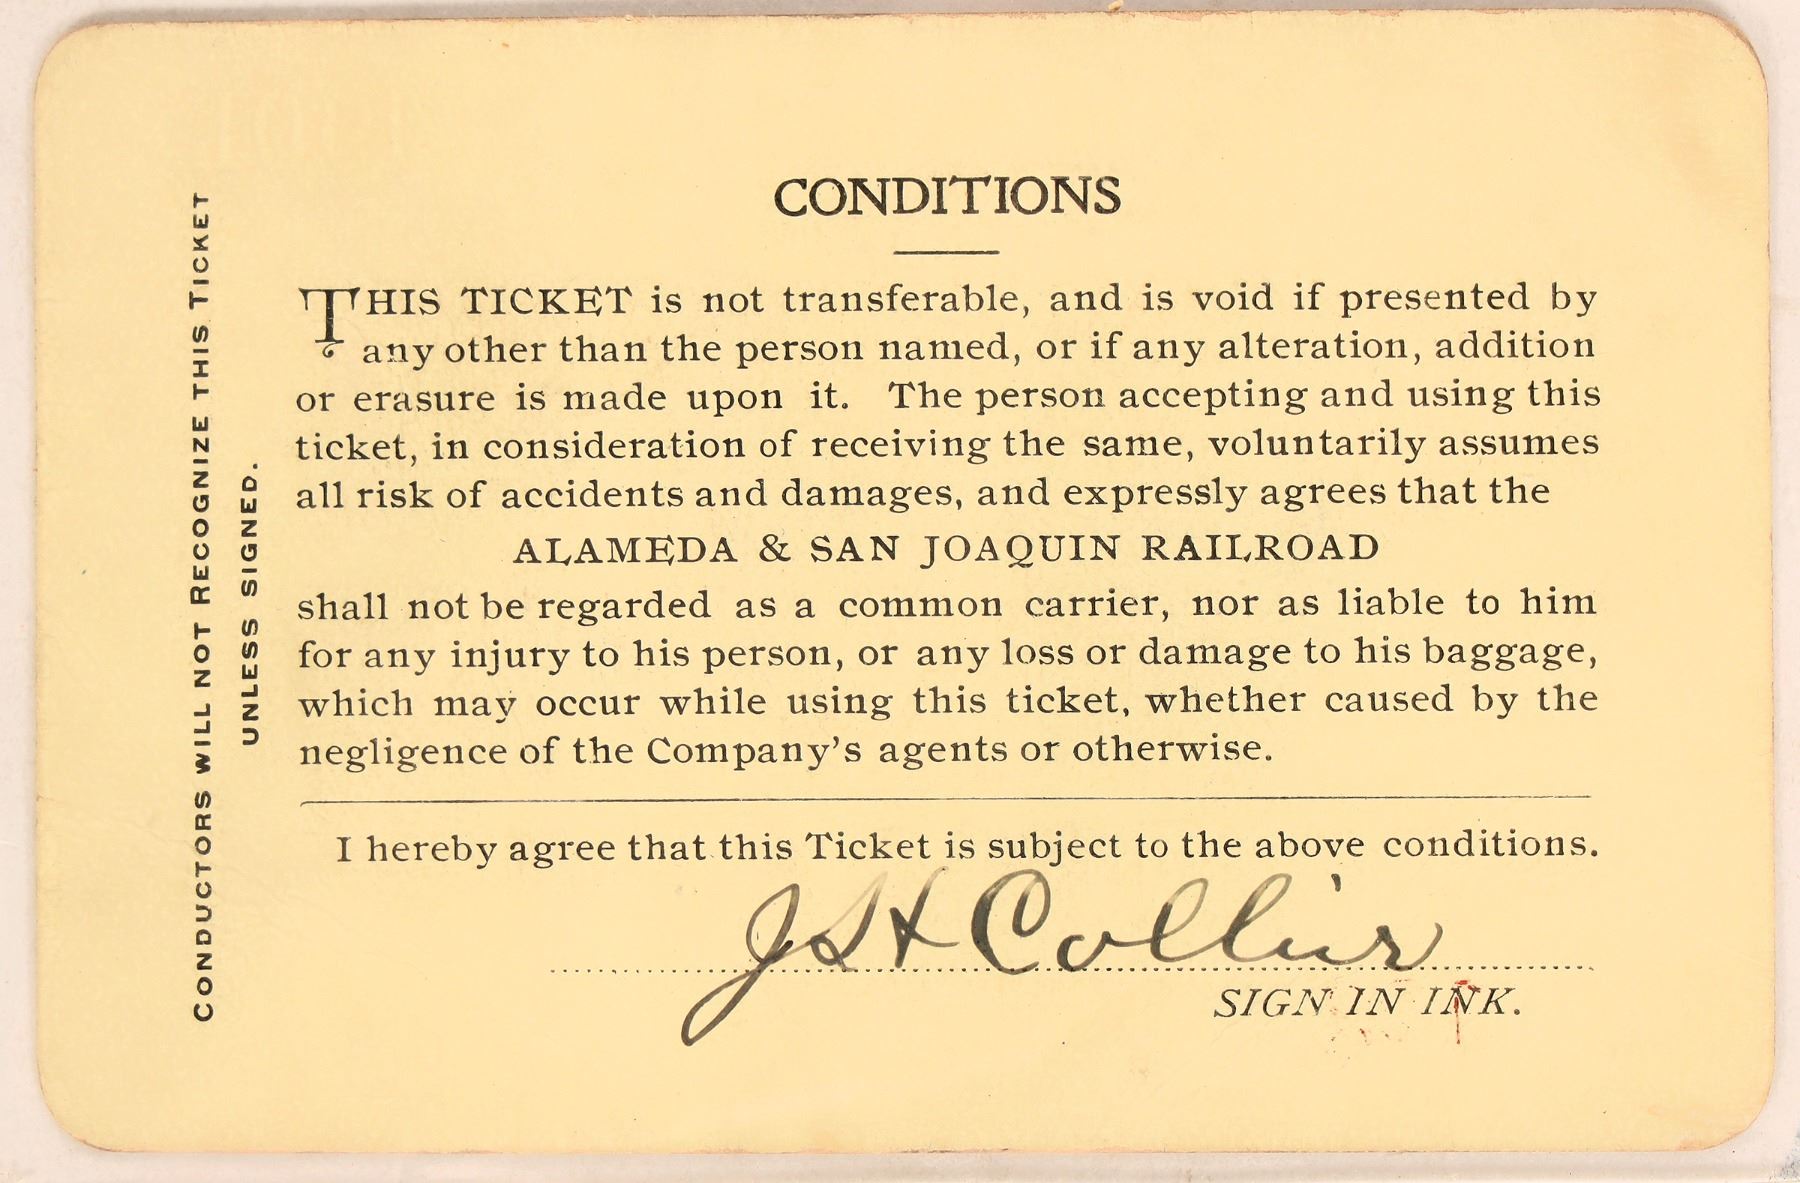 CONDITIONS
THIS TICKET is not transferable, and is void if presented by
any other than the person named, or if any alteration, addition
or erasure is made upon it. The person accepting and using this
ticket, in consideration of receiving the same, voluntarily assumes
all risk of accidents and damages, and expressly agrees that the
ALAMEDA & SAN JOAQUIN RAILROAD
shall not be regarded as a common carrier, nor as liable to him
for any injury to his person, or any loss or damage to his baggage,
which may occur while using this ticket, whether caused by the
negligence of the Company's agents or otherwise.
I hereby agree that this Ticket is subject to the above conditions.
Collier
SIGN IN INK.
CONDUCTORS WILL NOT RECOGNIZE THIS TICKET
UNLESS SIGNED.